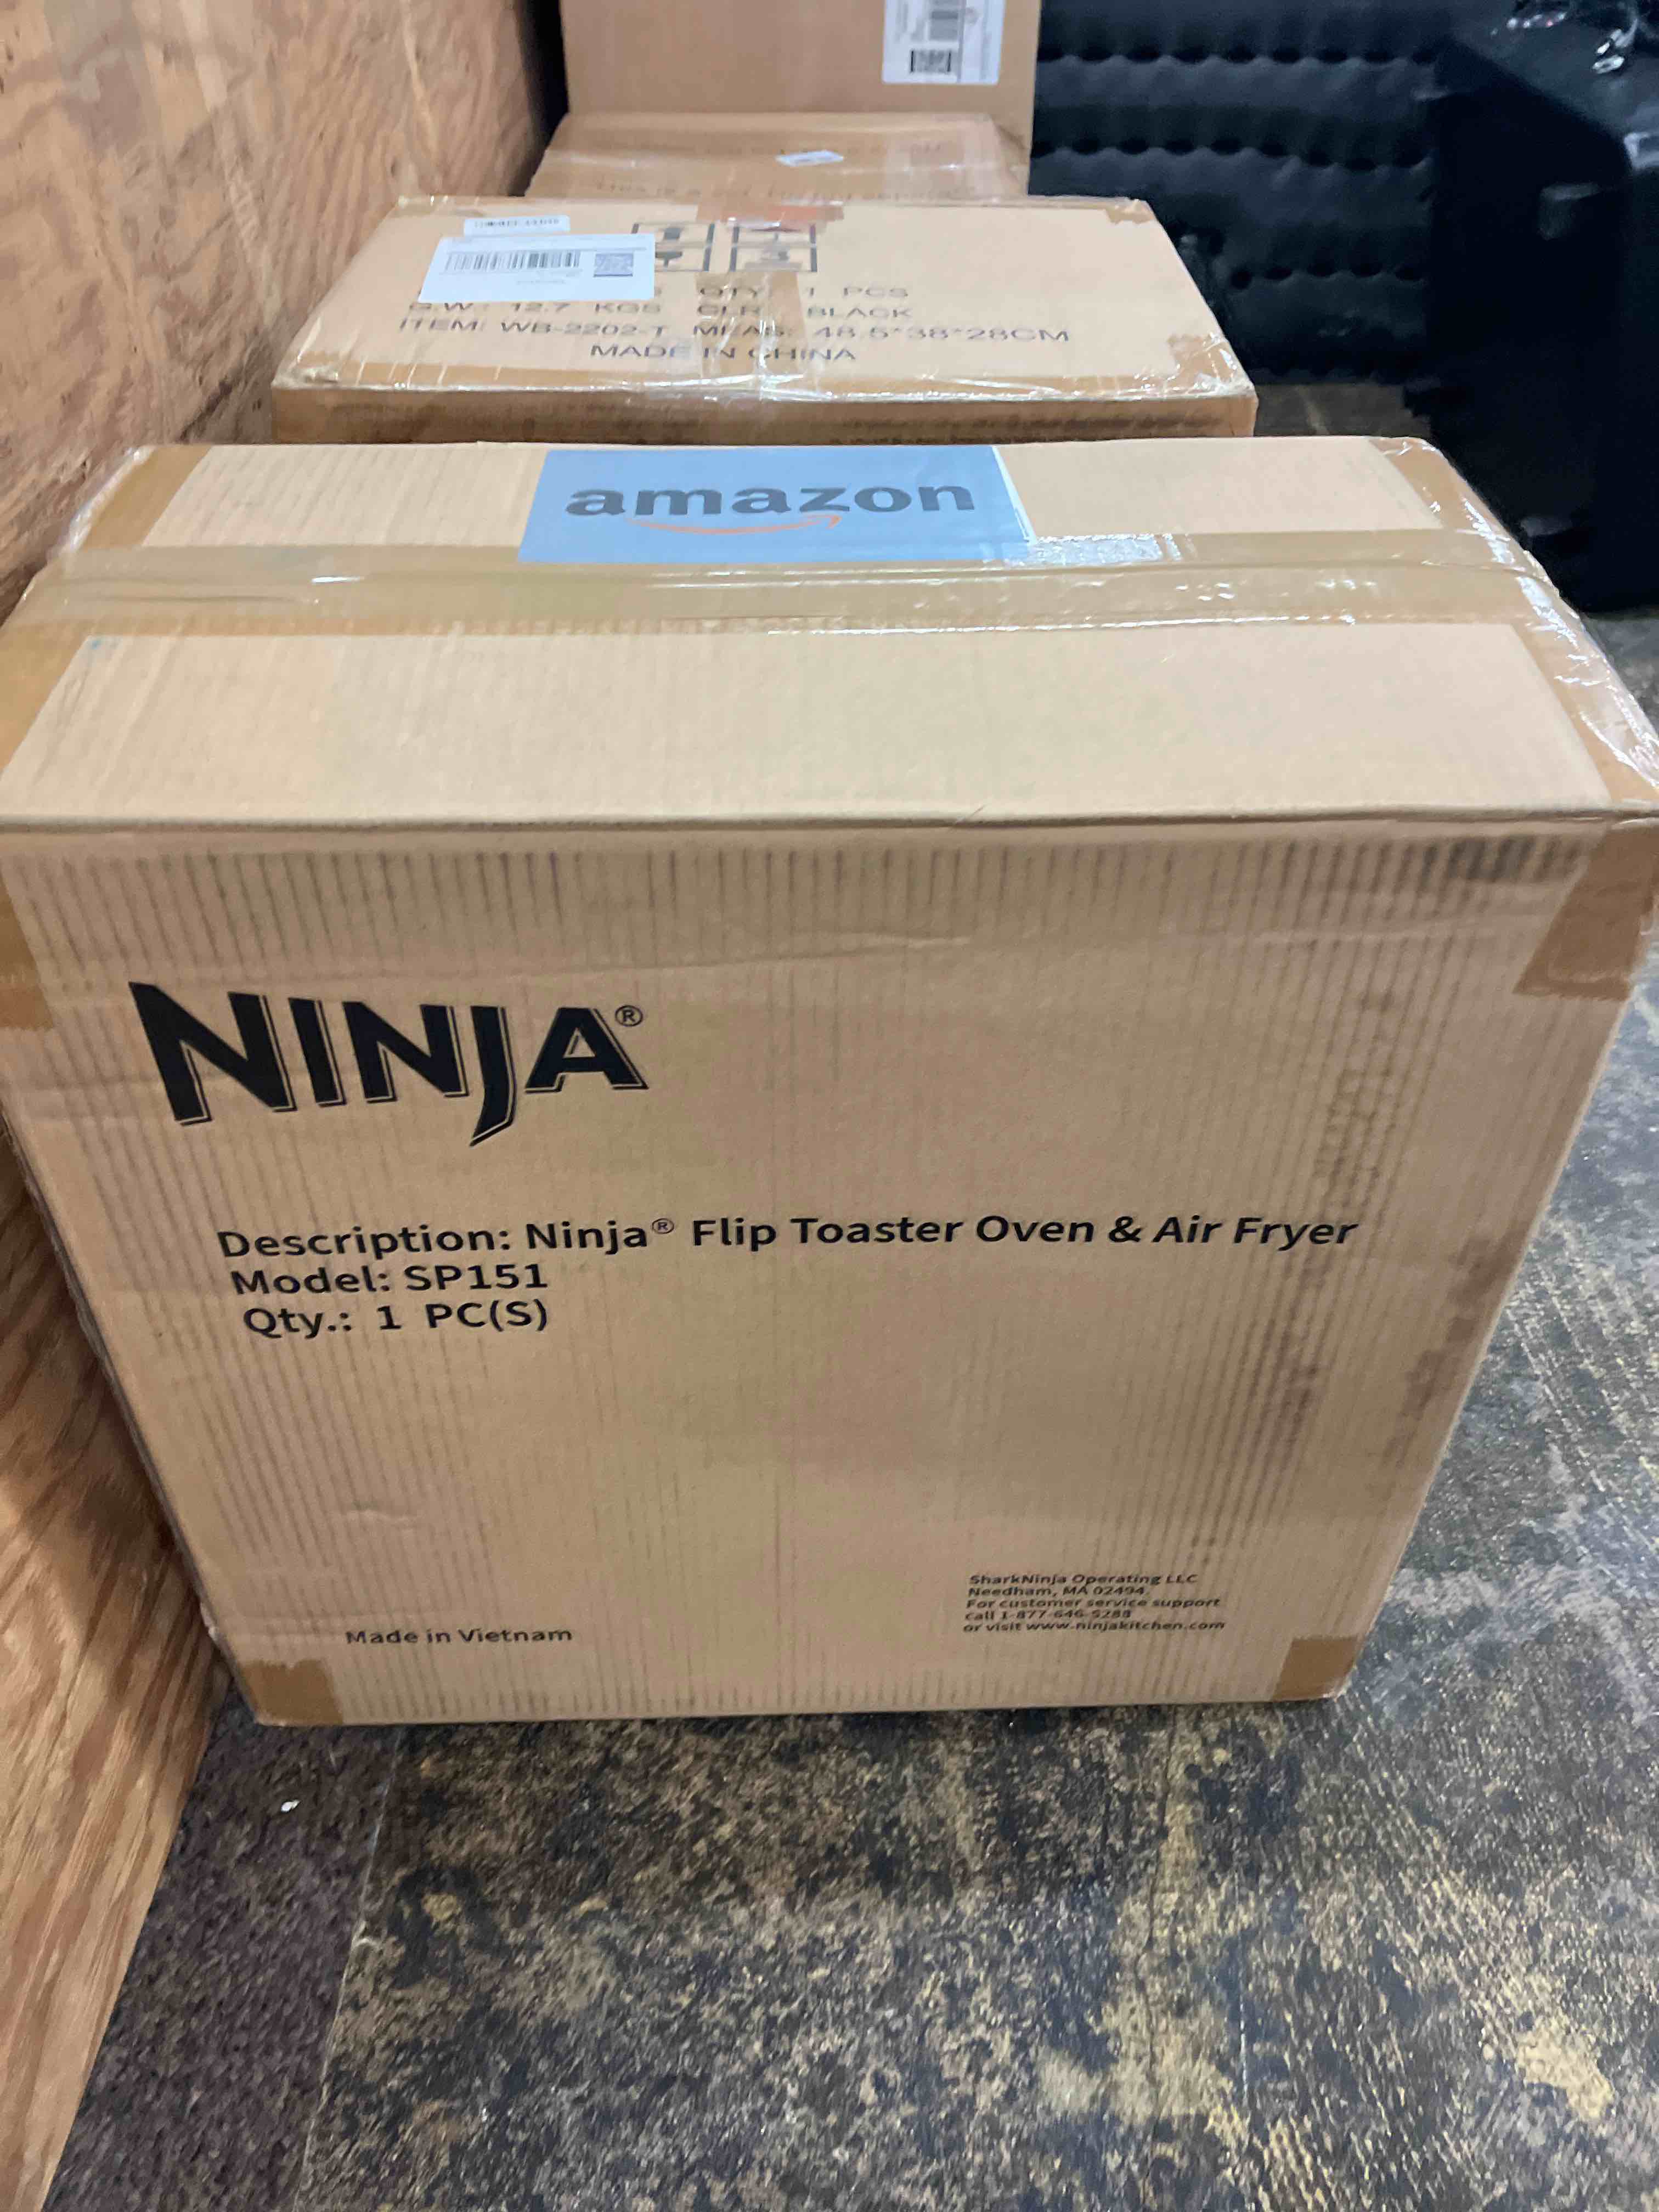 QTY 1 PCS
G.W.: 12.7 KGS CLR BLACK
ITEM: WB-2202-T MEAS: 48.5*38*28CM
MADE IN CHINA
amazon
NINJA®
Description: Ninja® Flip Toaster Oven & Air Fryer
Model: SP151
Qty.: 1 PC(S)
SharkNinja Operating LLC
Needham, MA 02494
For customer service support
call 1-877-646-5288
or visit www.ninjakitchen.com
Made in Vietnam